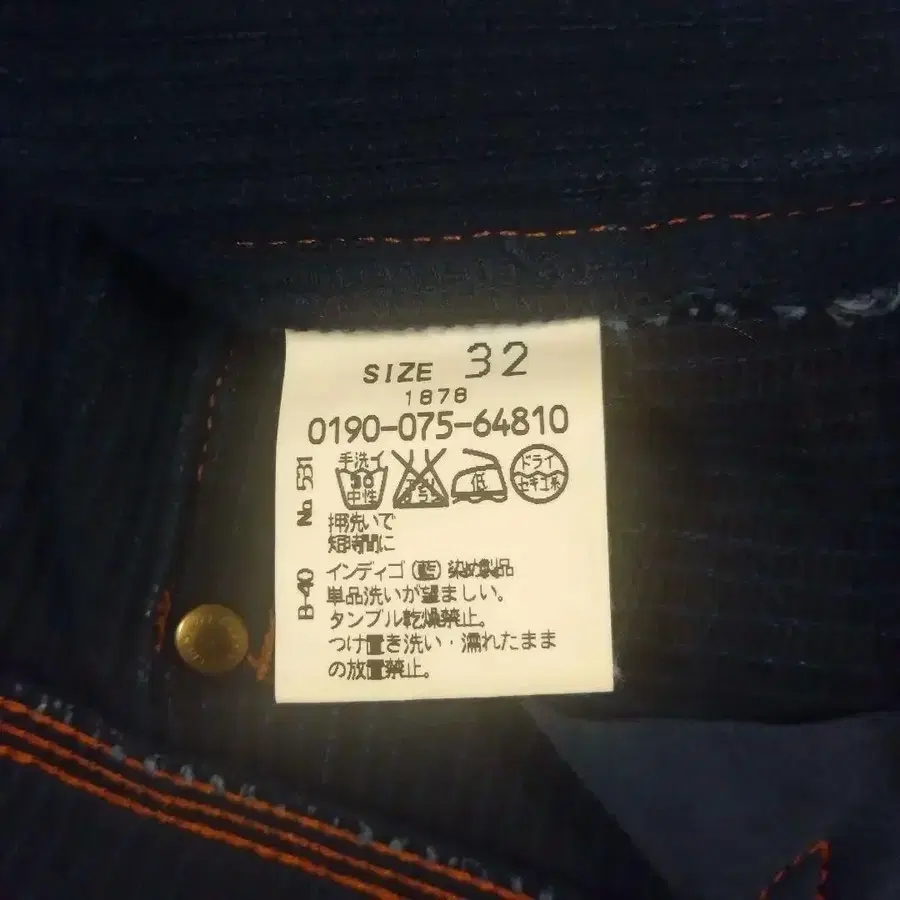 SIZE 32
1878
0190-075-64810
No.531
B-40
手洗イ
30
中性
低
ドライ
セキユ系
押洗いで
短時間に
インディゴ(藍)染め製品
単品洗いが望ましい。
タンブル乾燥禁止。
つけ置き洗い・濡れたまま
の放置禁止。